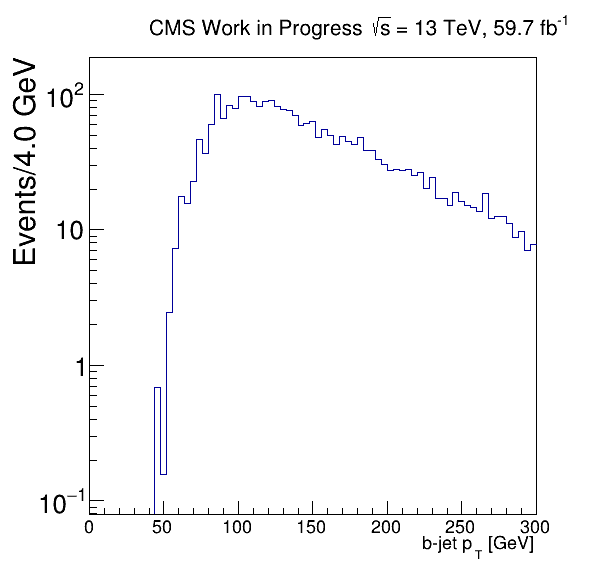 CMS Work in Progress √s = 13 TeV, 59.7 fb⁻¹
Events/4.0 GeV
10²
10
1
10⁻¹
0 50 100 150 200 250 300
b-jet p_T [GeV]